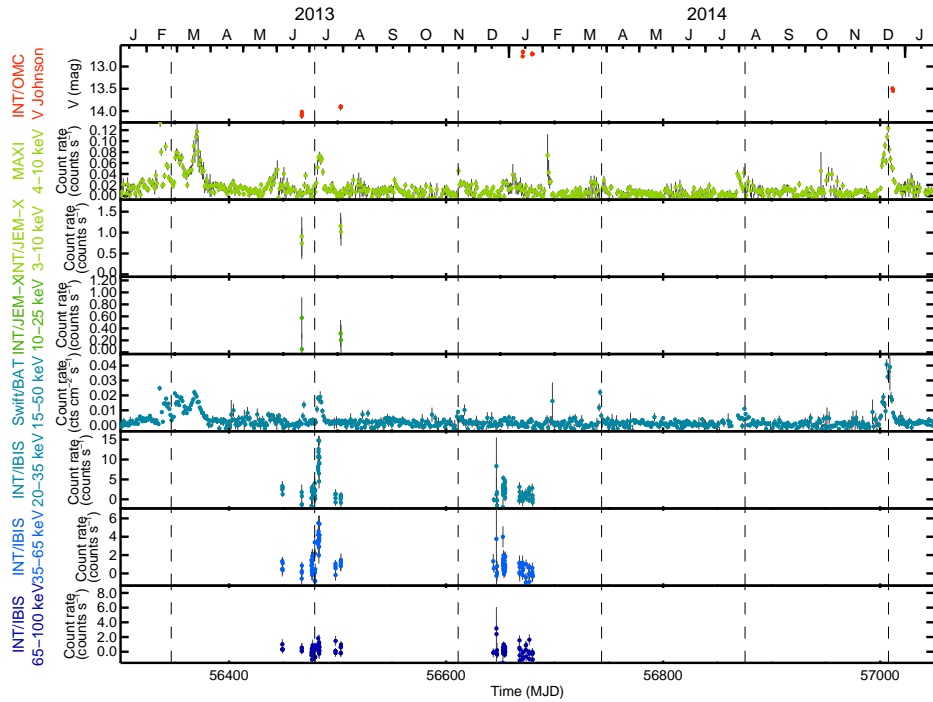 2013 2014
J F M A M J J A S O N D J F M A M J J A S O N D J
INT/OMC
V Johnson
V (mag)
13.0
13.5
14.0
MAXI
4−10 keV
Count rate
(counts s⁻¹)
0.12
0.08
0.06
0.04
0.02
0.00
INT/JEM−X
3−10 keV
Count rate
(counts s⁻¹)
1.5
1.0
0.5
0.0
INT/JEM−X
10−25 keV
Count rate
(counts s⁻¹)
1.20
1.00
0.80
0.60
0.40
0.20
0.00
Swift/BAT
15−50 keV
Count rate
(cts cm⁻² s⁻¹)
0.04
0.03
0.02
0.01
0.00
INT/IBIS
20−35 keV
Count rate
(counts s⁻¹)
15
10
5
0
INT/IBIS
35−65 keV
Count rate
(counts s⁻¹)
6
4
2
0
INT/IBIS
65−100 keV
Count rate
(counts s⁻¹)
8.0
6.0
4.0
2.0
0.0
56400 56600 56800 57000
Time (MJD)